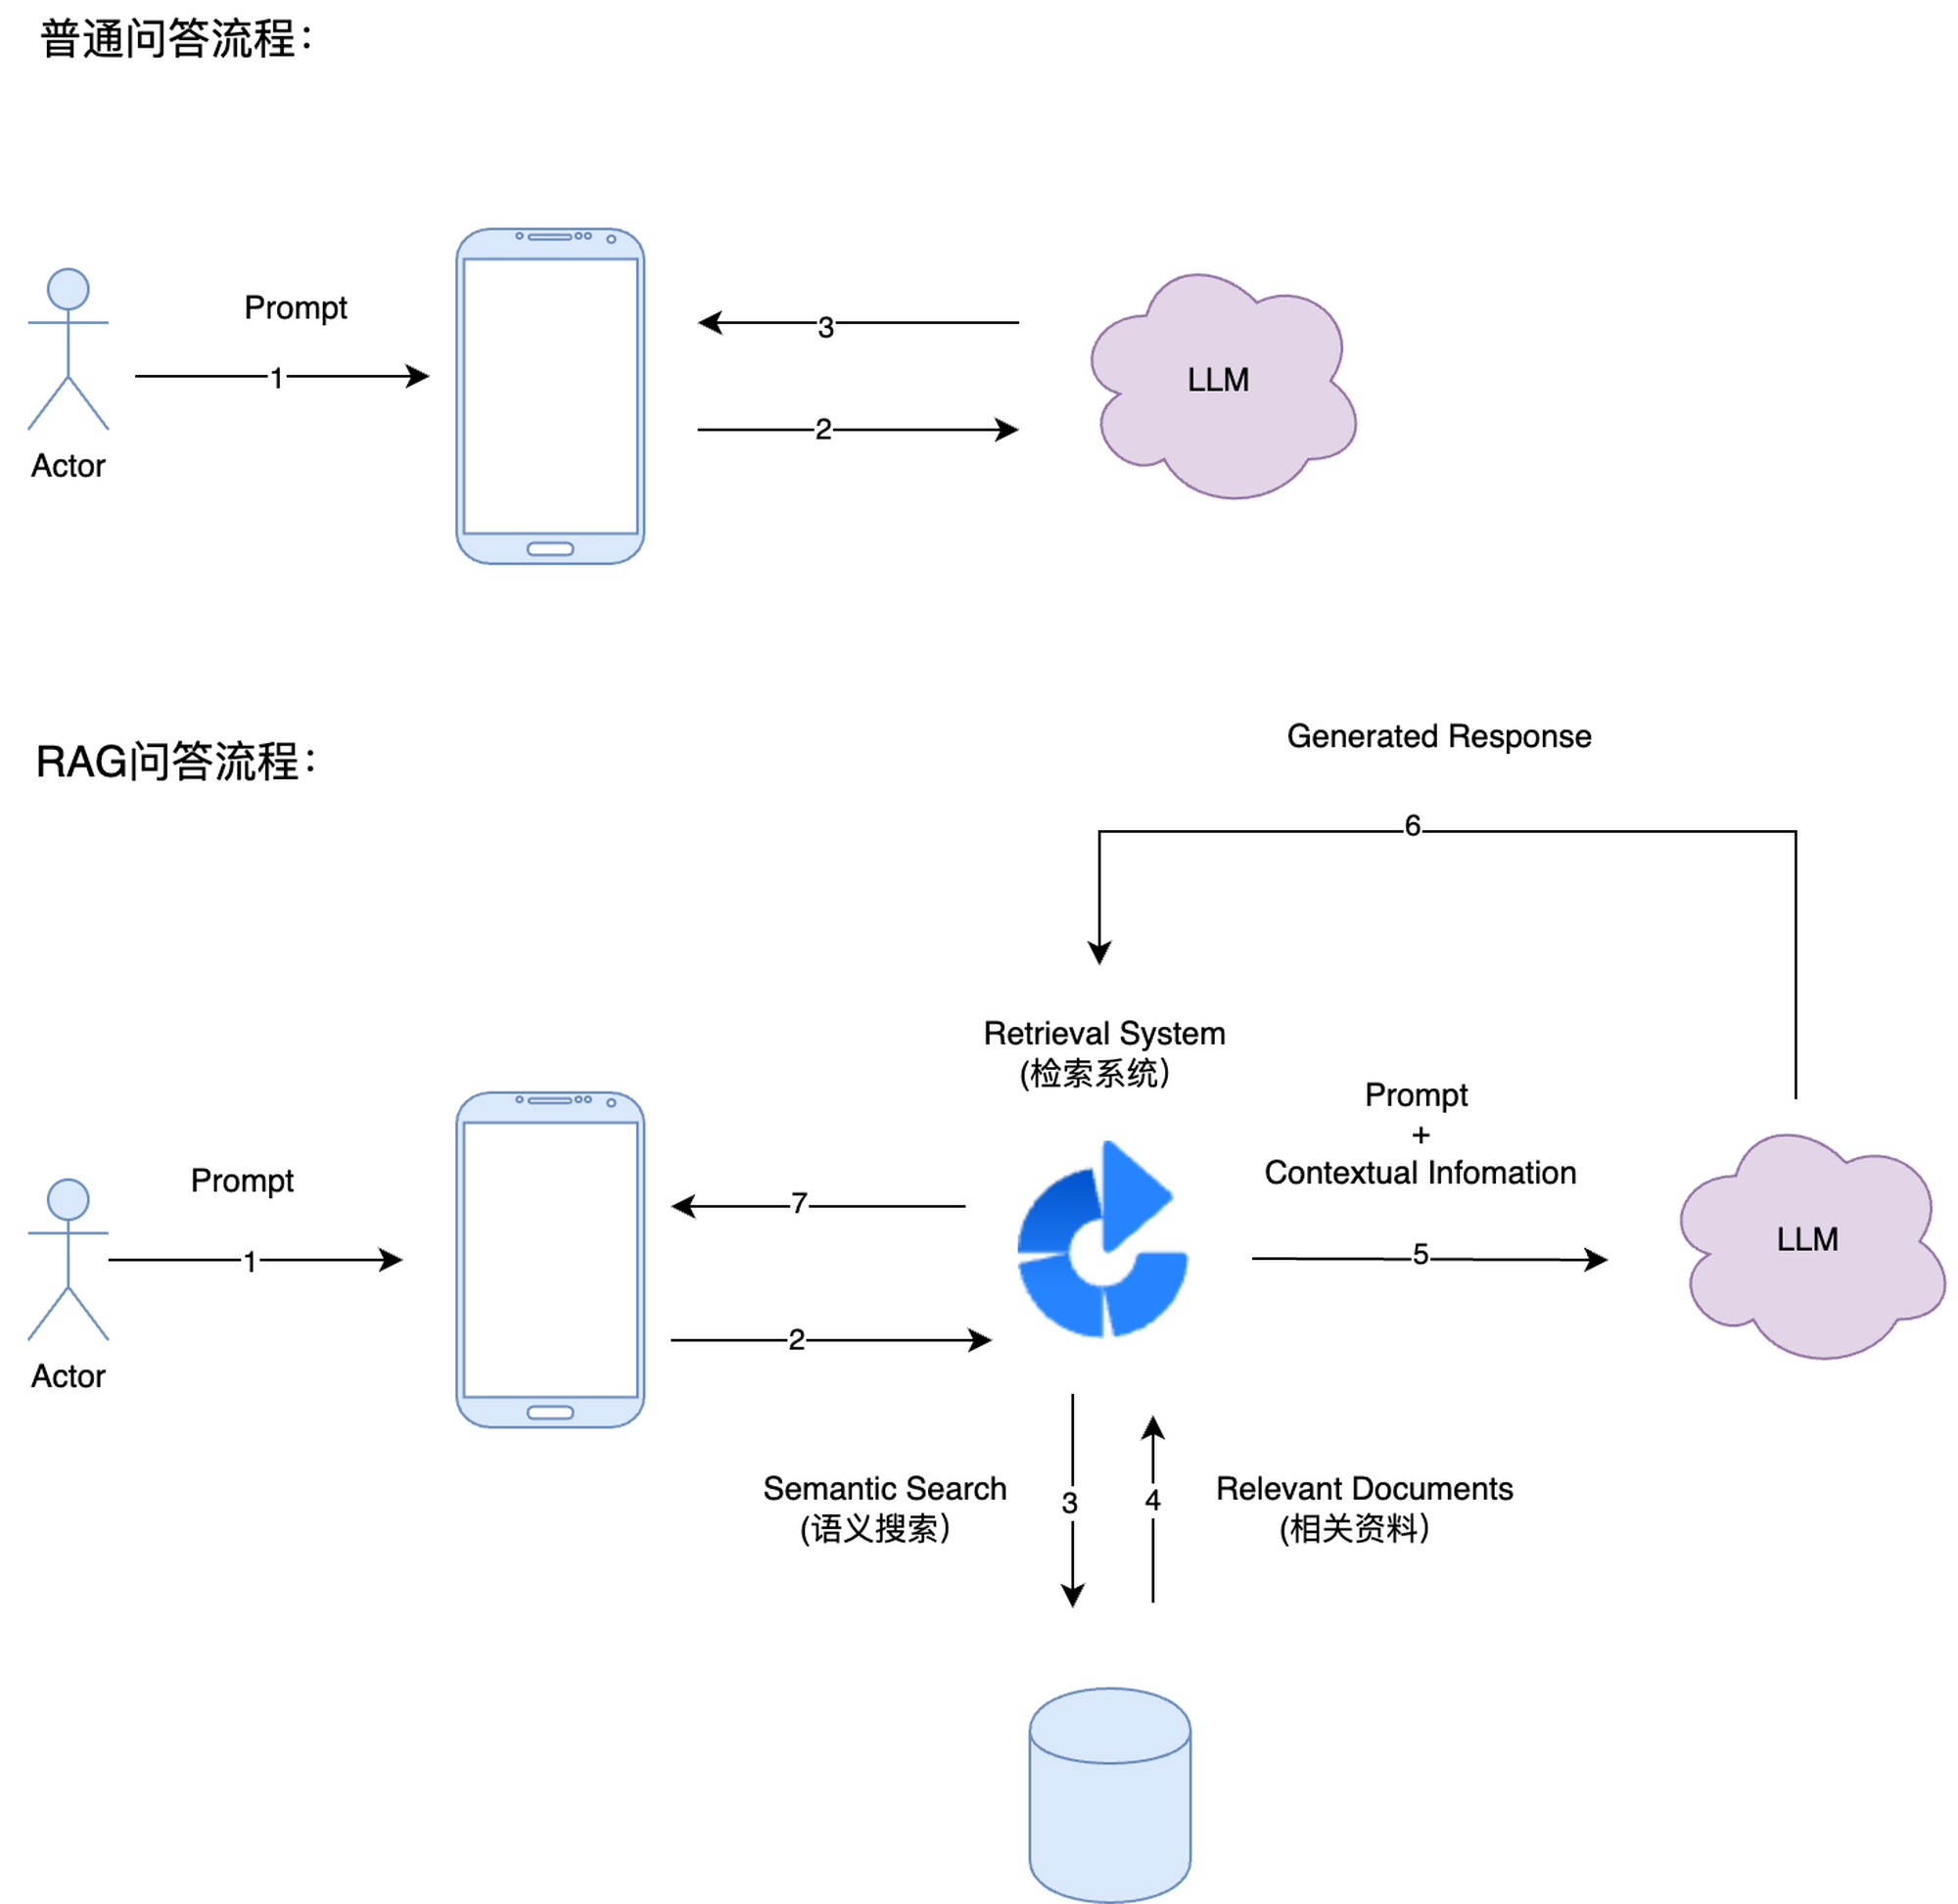 普通问答流程：
Prompt
3
1
LLM
2
Actor
RAG问答流程：
Generated Response
6
Retrieval System
(检索系统）
Prompt
+
Contextual Infomation
Prompt
7
5
LLM
1
2
Actor
Semantic Search
(语义搜索）
3
4
Relevant Documents
(相关资料）